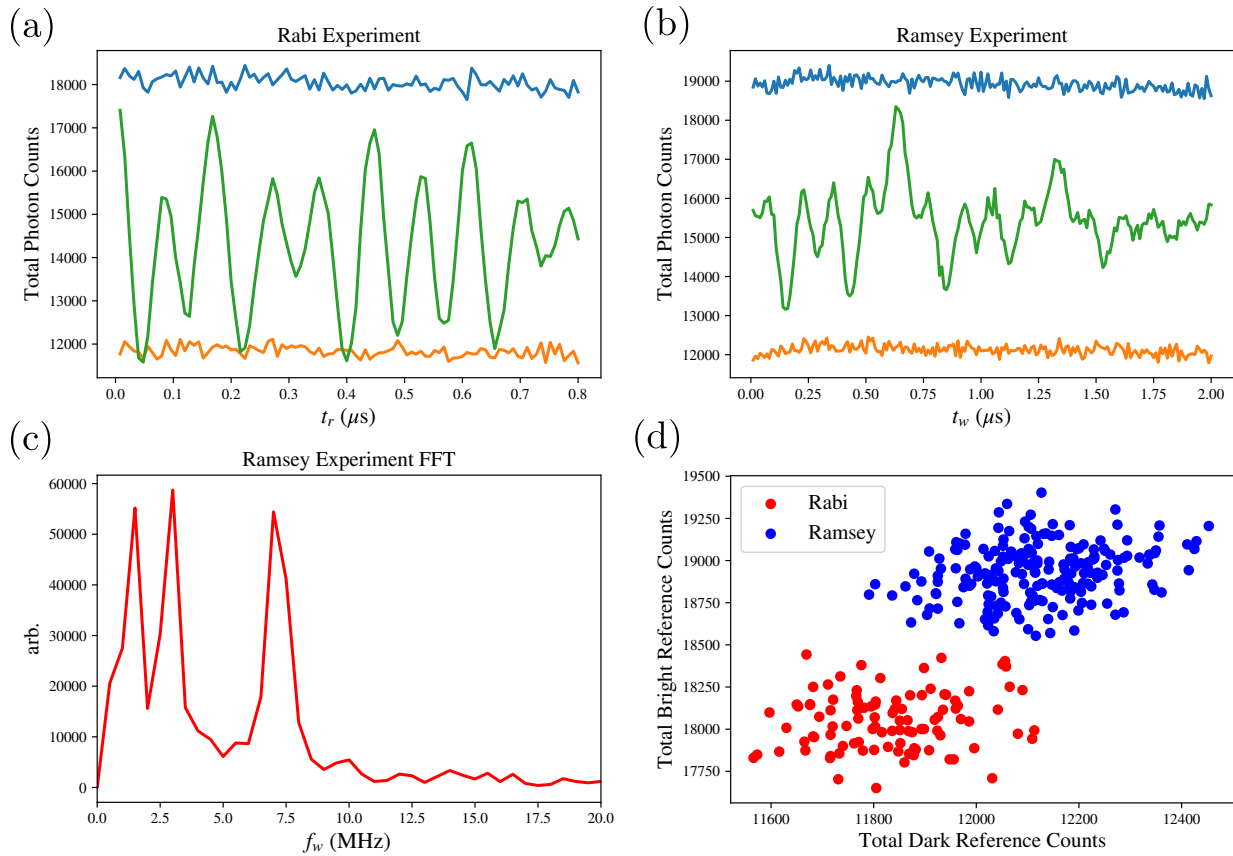 (a)
Rabi Experiment
Total Photon Counts
18000
17000
16000
15000
14000
13000
12000
0.0 0.1 0.2 0.3 0.4 0.5 0.6 0.7 0.8
t_r (μs)
(b)
Ramsey Experiment
Total Photon Counts
19000
18000
17000
16000
15000
14000
13000
12000
0.00 0.25 0.50 0.75 1.00 1.25 1.50 1.75 2.00
t_w (μs)
(c)
Ramsey Experiment FFT
arb.
60000
50000
40000
30000
20000
10000
0
0.0 2.5 5.0 7.5 10.0 12.5 15.0 17.5 20.0
f_w (MHz)
(d)
Total Bright Reference Counts
19500
19250
19000
18750
18500
18250
18000
17750
Rabi
Ramsey
11600 11800 12000 12200 12400
Total Dark Reference Counts